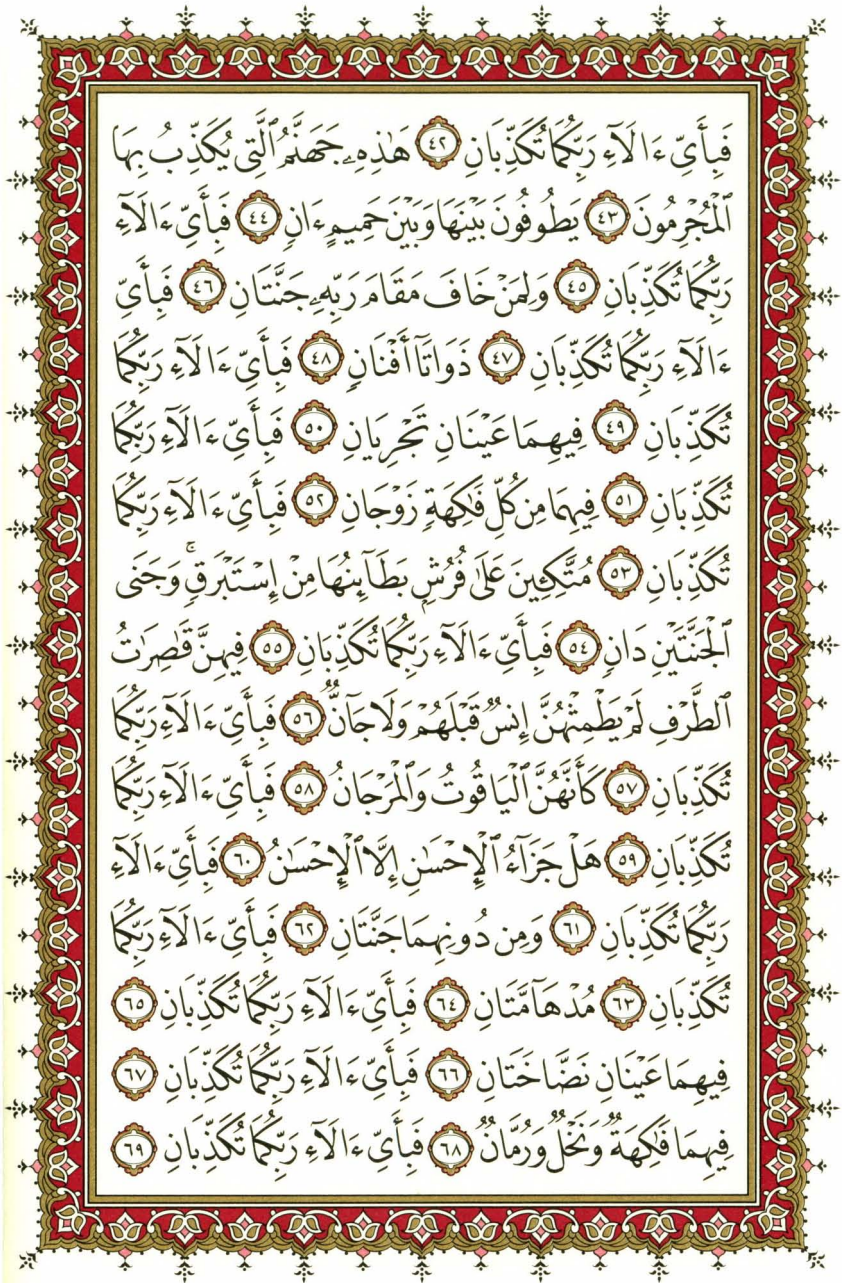 فَبِأَيِّ ءَالَآءِ رَبِّكُمَا تُكَذِّبَانِ ٤٢ هَٰذِهِۦ جَهَنَّمُ ٱلَّتِي يُكَذِّبُ بِهَا
ٱلۡمُجۡرِمُونَ ٤٣ يَطُوفُونَ بَيۡنَهَا وَبَيۡنَ حَمِيمٍ ءَانٖ ٤٤ فَبِأَيِّ ءَالَآءِ
رَبِّكُمَا تُكَذِّبَانِ ٤٥ وَلِمَنۡ خَافَ مَقَامَ رَبِّهِۦ جَنَّتَانِ ٤٦ فَبِأَيِّ
ءَالَآءِ رَبِّكُمَا تُكَذِّبَانِ ٤٧ ذَوَاتَآ أَفۡنَانٖ ٤٨ فَبِأَيِّ ءَالَآءِ رَبِّكُمَا
تُكَذِّبَانِ ٤٩ فِيهِمَا عَيۡنَانِ تَجۡرِيَانِ ٥٠ فَبِأَيِّ ءَالَآءِ رَبِّكُمَا
تُكَذِّبَانِ ٥١ فِيهِمَا مِن كُلِّ فَٰكِهَةٖ زَوۡجَانِ ٥٢ فَبِأَيِّ ءَالَآءِ رَبِّكُمَا
تُكَذِّبَانِ ٥٣ مُتَّكِـِٔينَ عَلَىٰ فُرُشِۭ بَطَآئِنُهَا مِنۡ إِسۡتَبۡرَقٖۚ وَجَنَى
ٱلۡجَنَّتَيۡنِ دَانٖ ٥٤ فَبِأَيِّ ءَالَآءِ رَبِّكُمَا تُكَذِّبَانِ ٥٥ فِيهِنَّ قَٰصِرَٰتُ
ٱلطَّرۡفِ لَمۡ يَطۡمِثۡهُنَّ إِنسٞ قَبۡلَهُمۡ وَلَا جَآنّٞ ٥٦ فَبِأَيِّ ءَالَآءِ رَبِّكُمَا
تُكَذِّبَانِ ٥٧ كَأَنَّهُنَّ ٱلۡيَاقُوتُ وَٱلۡمَرۡجَانُ ٥٨ فَبِأَيِّ ءَالَآءِ رَبِّكُمَا
تُكَذِّبَانِ ٥٩ هَلۡ جَزَآءُ ٱلۡإِحۡسَٰنِ إِلَّا ٱلۡإِحۡسَٰنُ ٦٠ فَبِأَيِّ ءَالَآءِ
رَبِّكُمَا تُكَذِّبَانِ ٦١ وَمِن دُونِهِمَا جَنَّتَانِ ٦٢ فَبِأَيِّ ءَالَآءِ رَبِّكُمَا
تُكَذِّبَانِ ٦٣ مُدۡهَآمَّتَانِ ٦٤ فَبِأَيِّ ءَالَآءِ رَبِّكُمَا تُكَذِّبَانِ ٦٥
فِيهِمَا عَيۡنَانِ نَضَّاخَتَانِ ٦٦ فَبِأَيِّ ءَالَآءِ رَبِّكُمَا تُكَذِّبَانِ ٦٧
فِيهِمَا فَٰكِهَةٞ وَنَخۡلٞ وَرُمَّانٞ ٦٨ فَبِأَيِّ ءَالَآءِ رَبِّكُمَا تُكَذِّبَانِ ٦٩